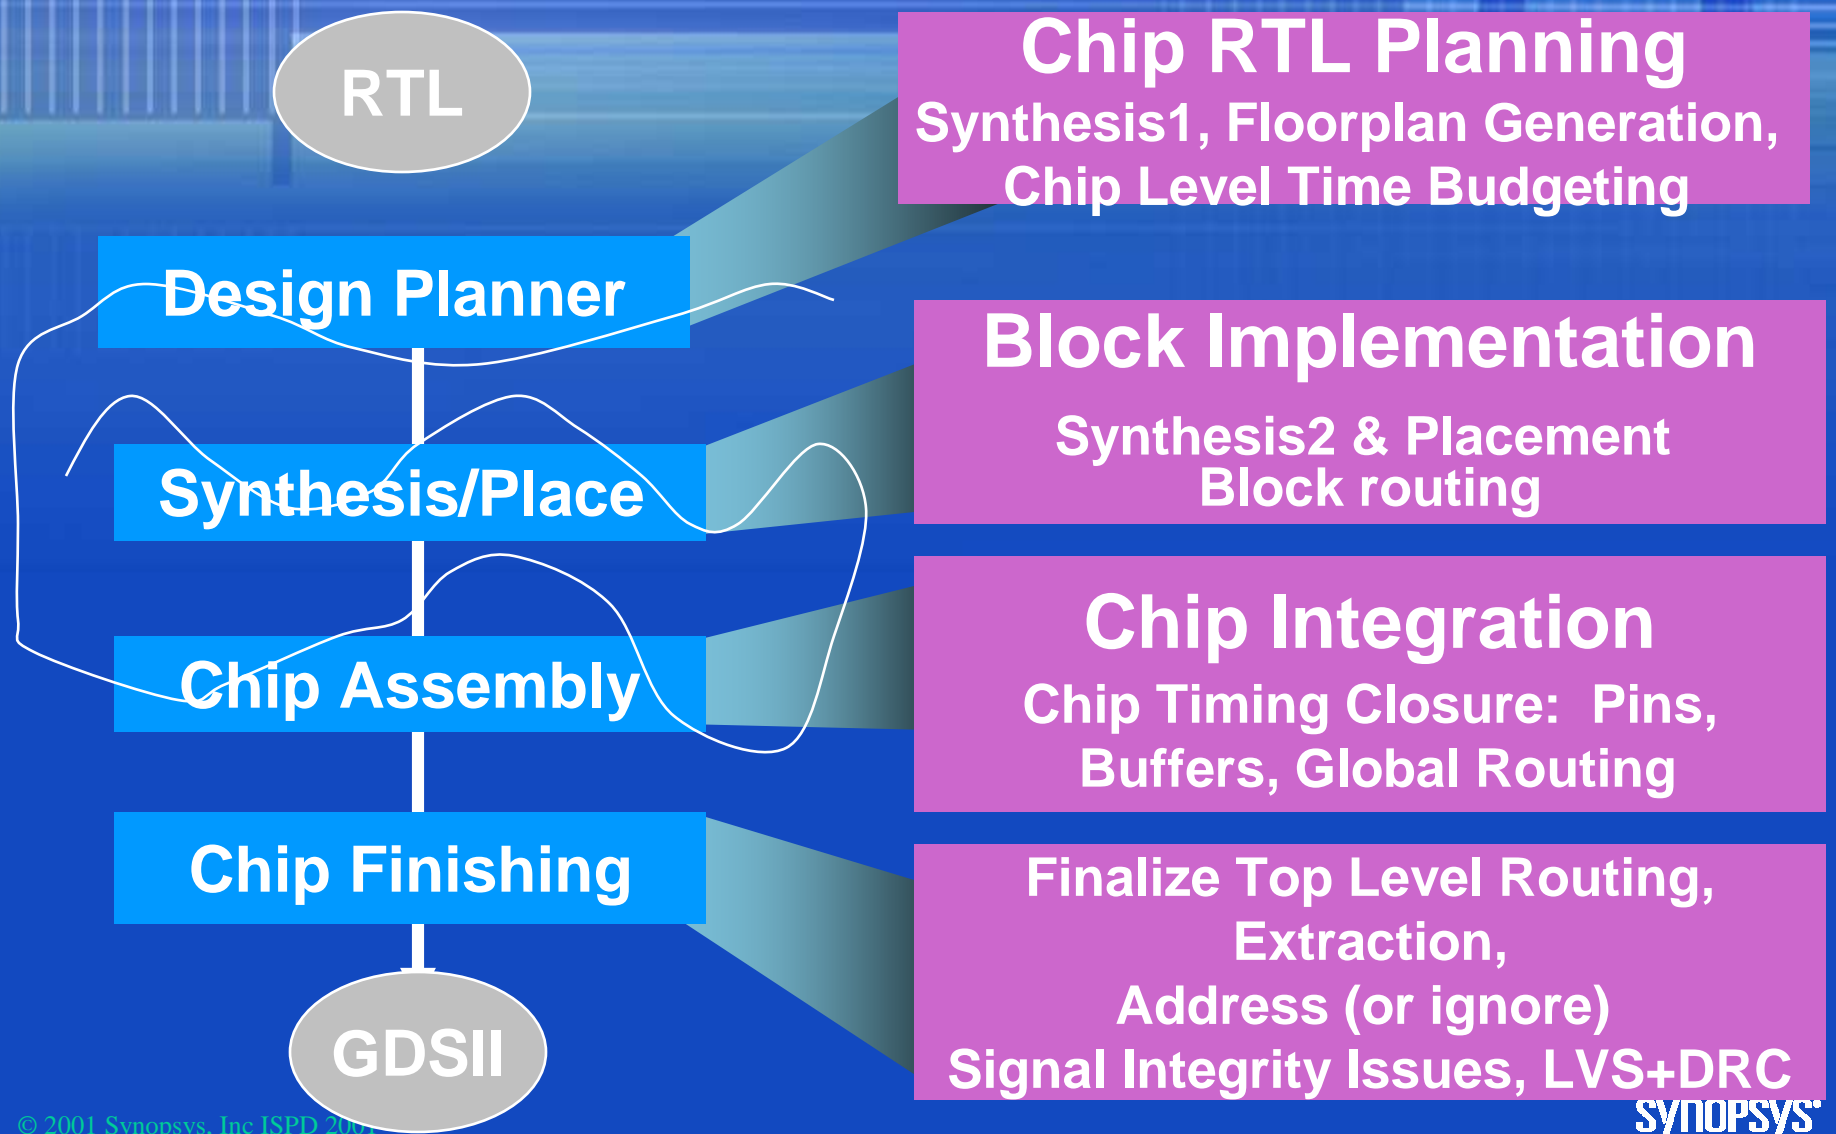 RTL
Design Planner
Synthesis/Place
Chip Assembly
Chip Finishing
GDSII
Chip RTL Planning
Synthesis1, Floorplan Generation,
Chip Level Time Budgeting
Block Implementation
Synthesis2 & Placement
Block routing
Chip Integration
Chip Timing Closure: Pins,
Buffers, Global Routing
Finalize Top Level Routing,
Extraction,
Address (or ignore)
Signal Integrity Issues, LVS+DRC
© 2001 Synopsys, Inc ISPD 2001
SYNOPSYS